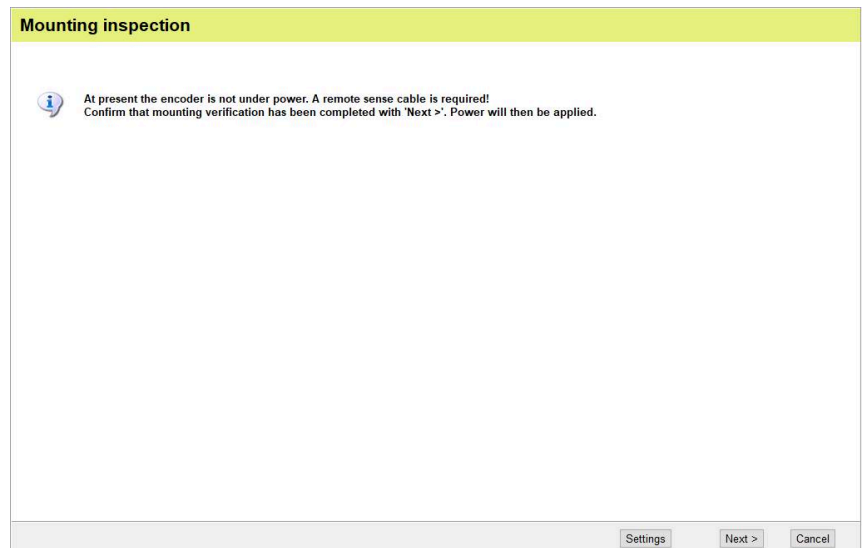 Mounting inspection
At present the encoder is not under power. A remote sense cable is required!
Confirm that mounting verification has been completed with 'Next >'. Power will then be applied.
Settings
Next >
Cancel